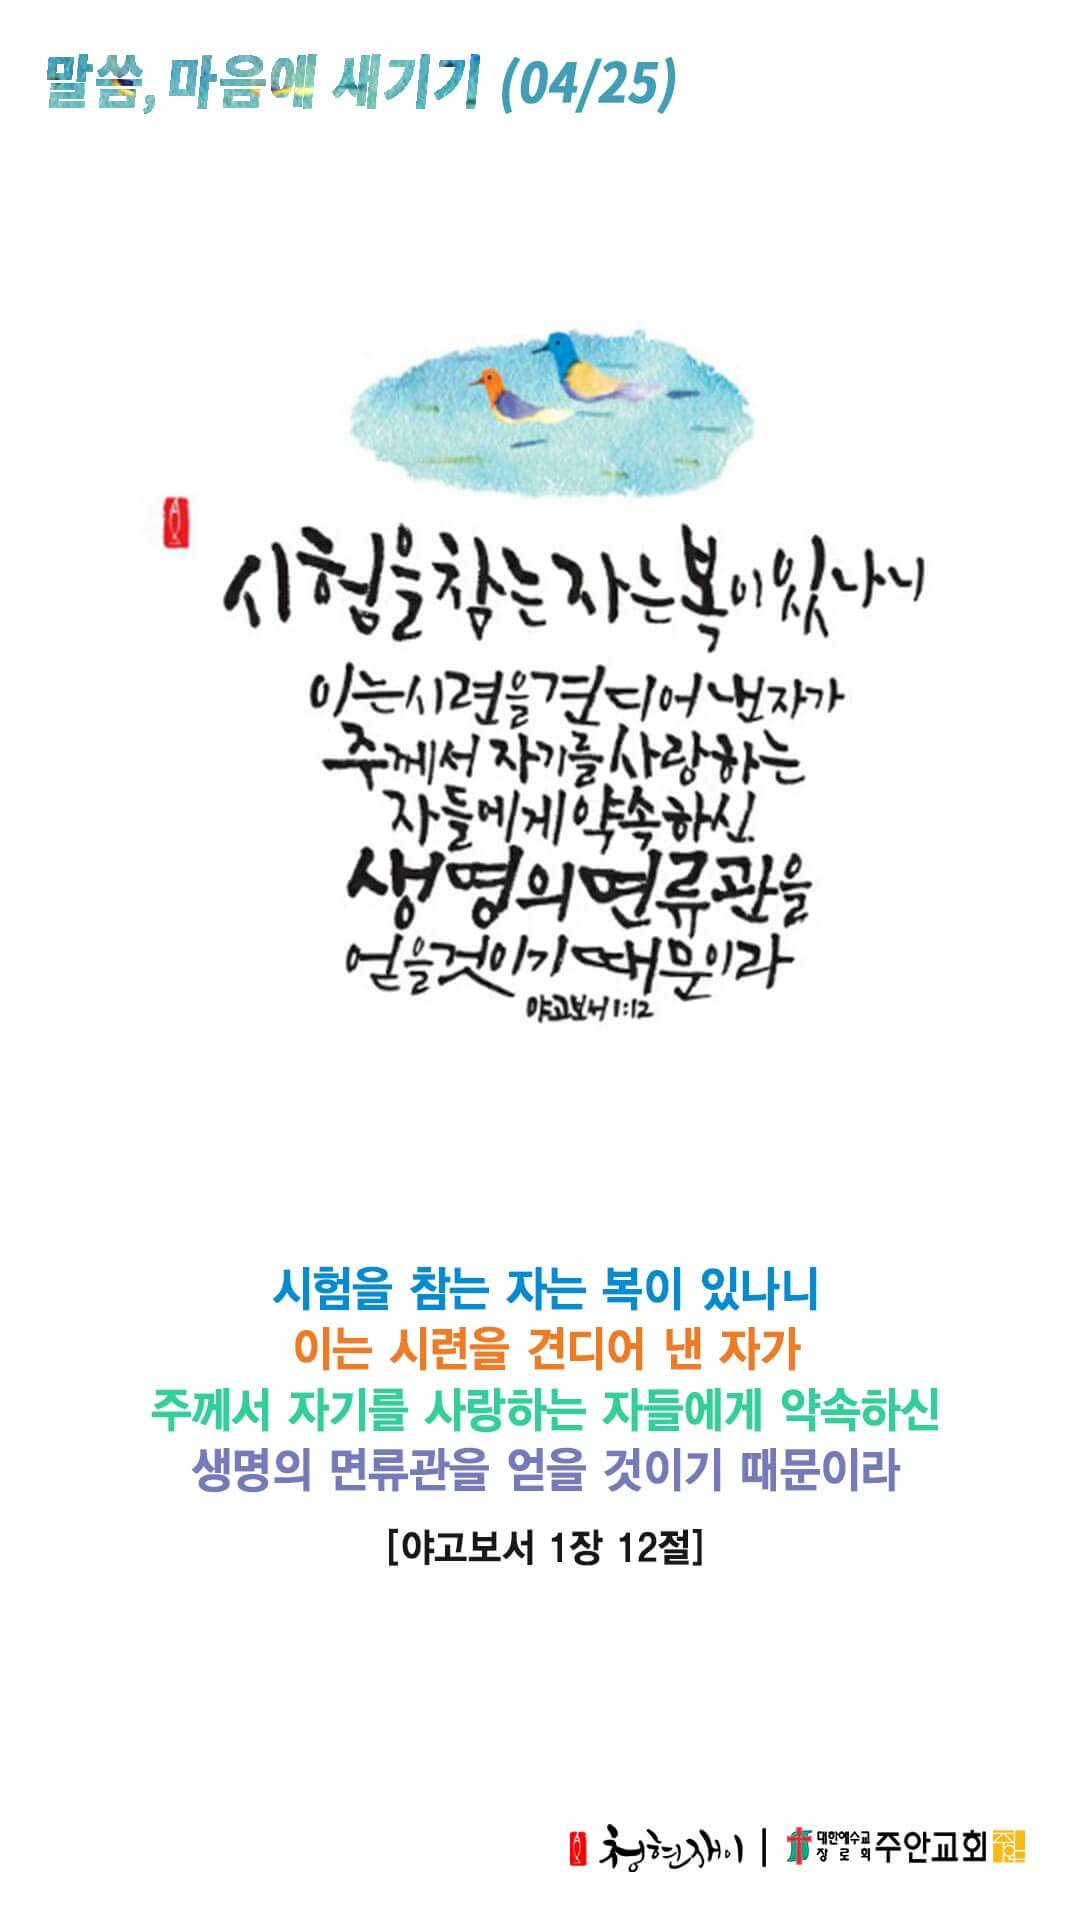 말씀, 마음에 새기기 (04/25)
시험을 참는 자는 복이 있나니
이는 시련을 견디어 낸 자가
주께서 자기를 사랑하는
자들에게 약속하신
생명의 면류관을
얻을 것이기 때문이라
야고보서 1:12
시험을 참는 자는 복이 있나니
이는 시련을 견디어 낸 자가
주께서 자기를 사랑하는 자들에게 약속하신
생명의 면류관을 얻을 것이기 때문이라
[야고보서 1장 12절]
청현재이 | 대한예수교 장로회 주안교회